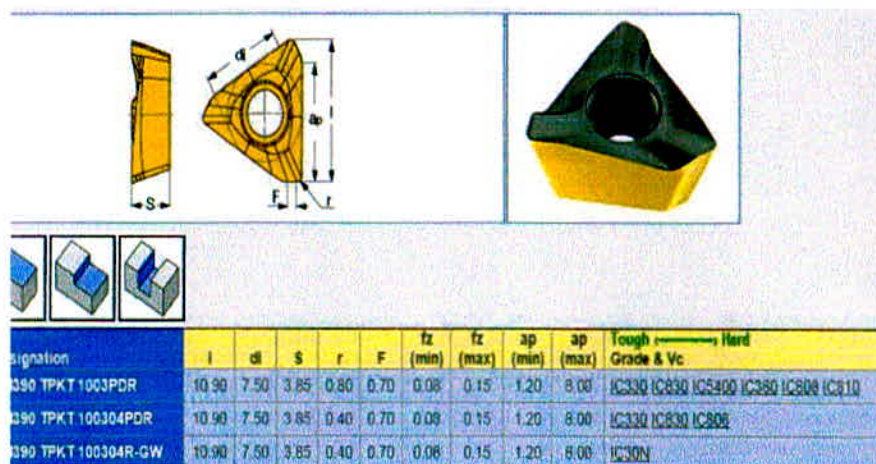 di
l
ap
S
F
r
signation l di S r F fz (min) fz (max) ap (min) ap (max) Tough Hard Grade & Vc
390 TPKT 1003PDR 10.90 7.50 3.85 0.80 0.70 0.08 0.15 1.20 8.00 IC330 IC830 IC5400 IC380 IC808 IC810
390 TPKT 100304PDR 10.90 7.50 3.85 0.40 0.70 0.08 0.15 1.20 8.00 IC330 IC830 IC808
390 TPKT 100304R-GW 10.90 7.50 3.85 0.40 0.70 0.08 0.15 1.20 8.00 IC30N